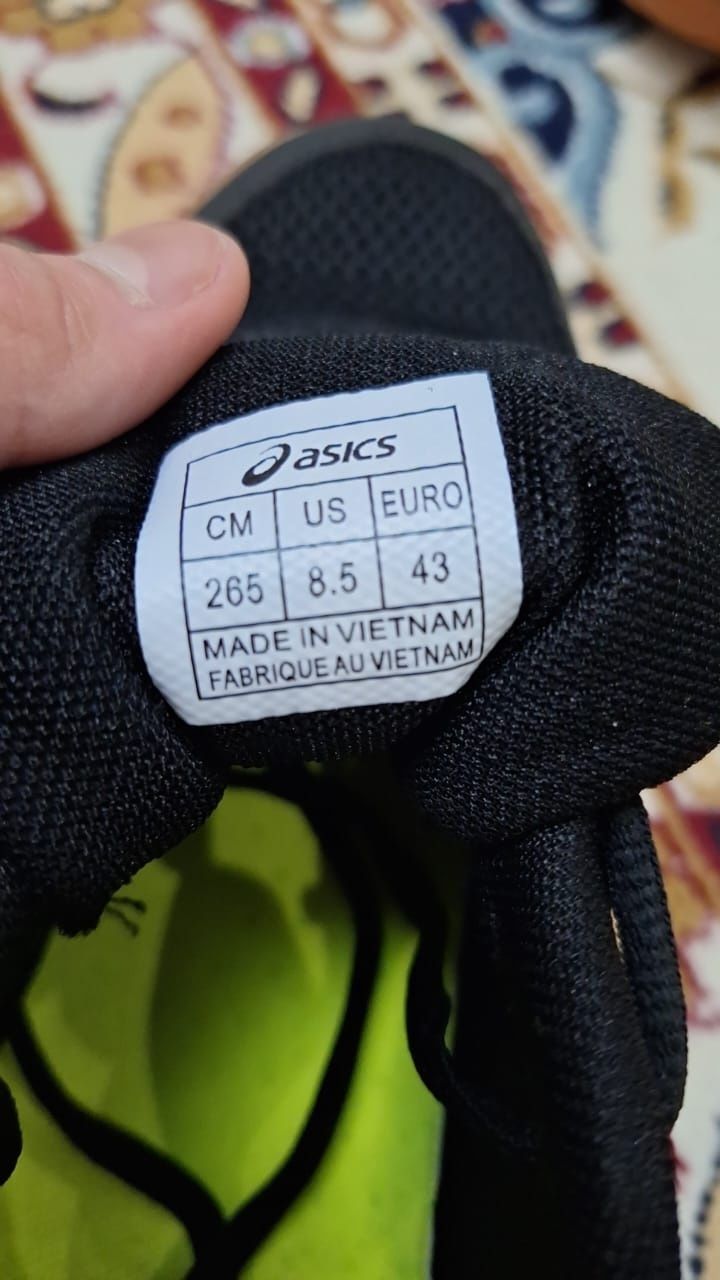 asics
CM US EURO
265 8.5 43
MADE IN VIETNAM
FABRIQUE AU VIETNAM